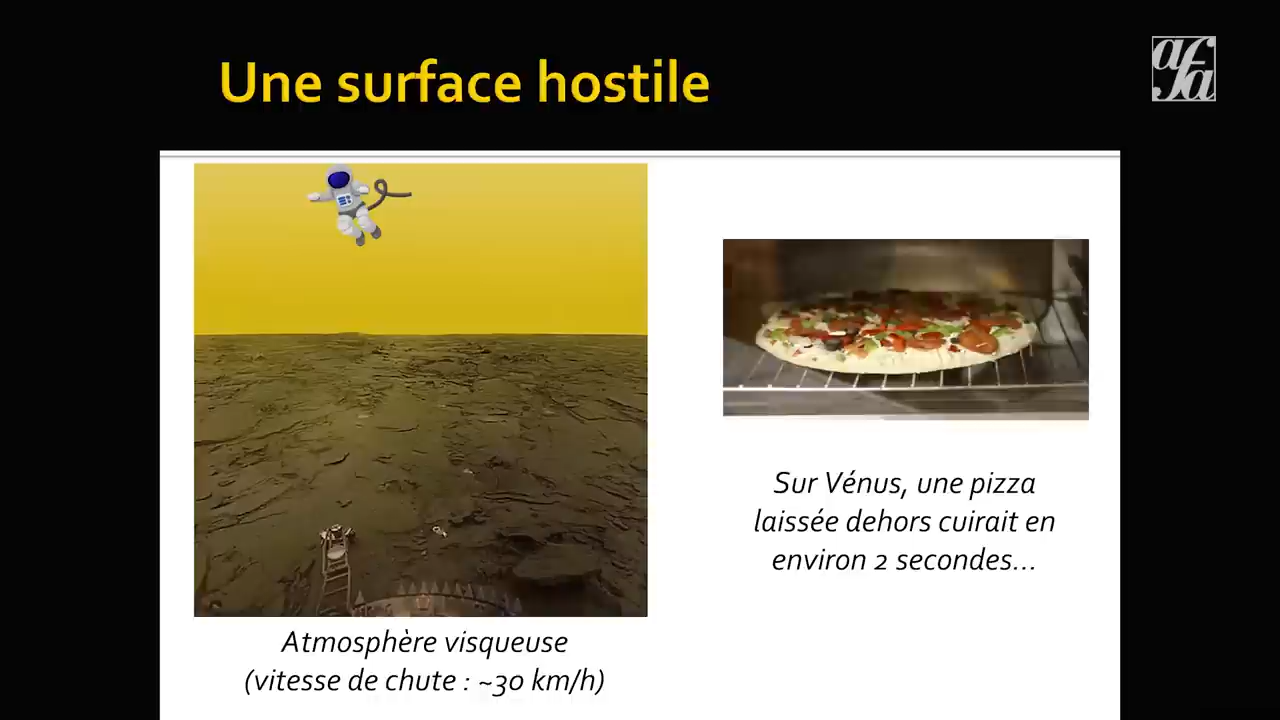 Une surface hostile
afa
Atmosphère visqueuse
(vitesse de chute : ~30 km/h)
Sur Vénus, une pizza
laissée dehors cuirait en
environ 2 secondes...